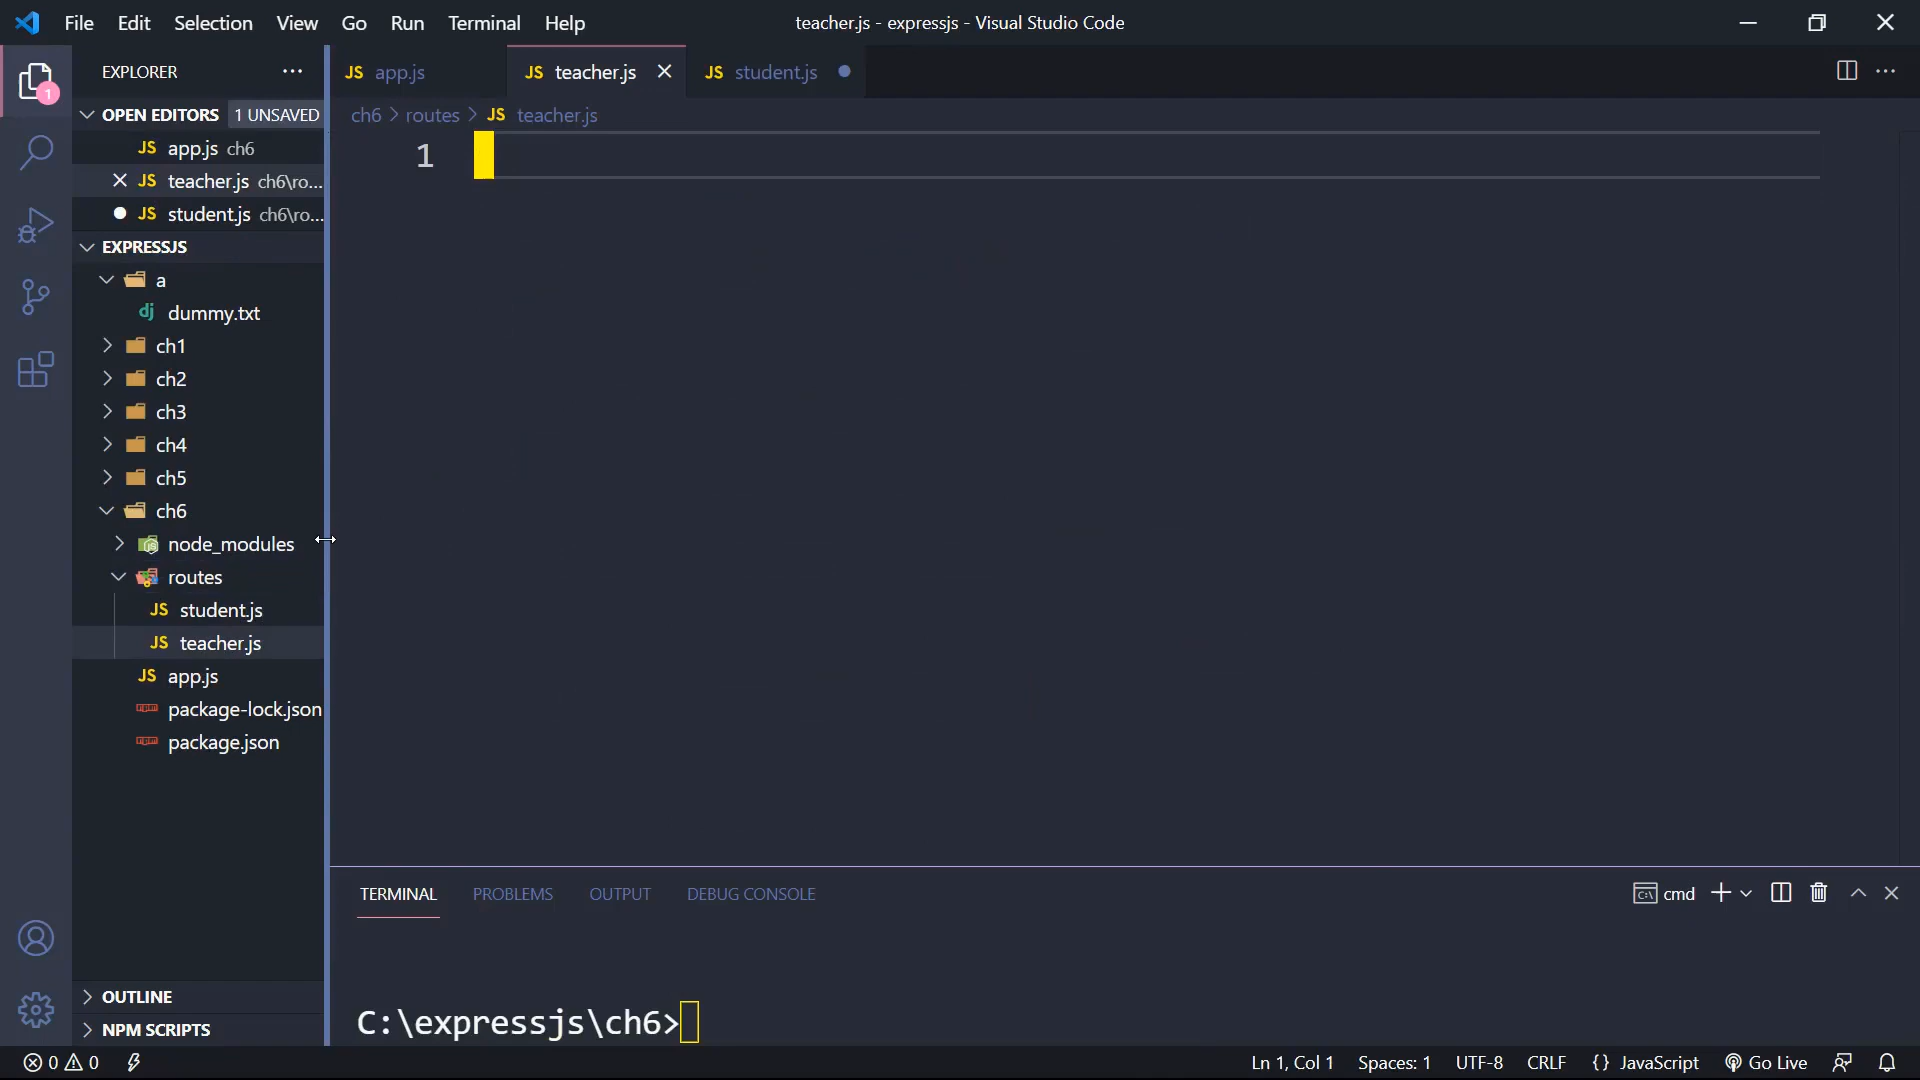 File Edit Selection View Go Run Terminal Help
teacher.js - expressjs - Visual Studio Code
EXPLORER
1
OPEN EDITORS 1 UNSAVED
JS app.js ch6
JS teacher.js ch6\ro...
JS student.js ch6\ro...
EXPRESSJS
a
dj dummy.txt
ch1
ch2
ch3
ch4
ch5
ch6
node_modules
routes
JS student.js
JS teacher.js
JS app.js
package-lock.json
package.json
OUTLINE
NPM SCRIPTS
JS app.js JS teacher.js JS student.js
ch6 > routes > JS teacher.js
1
TERMINAL PROBLEMS OUTPUT DEBUG CONSOLE
cmd
C:\expressjs\ch6>
0 0
Ln 1, Col 1 Spaces: 1 UTF-8 CRLF {} JavaScript Go Live